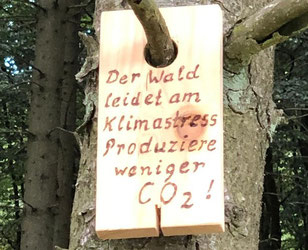 Der Wald
leidet am
Klimastress
Produziere
weniger
CO₂!